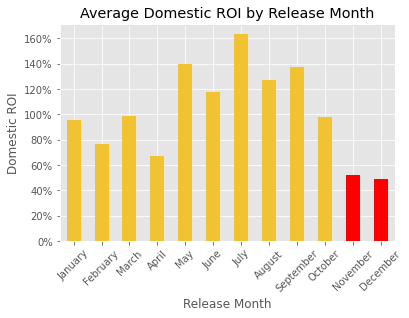 Average Domestic ROI by Release Month
Domestic ROI
160%
140%
120%
100%
80%
60%
40%
20%
0%
January
February
March
April
May
June
July
August
September
October
November
December
Release Month